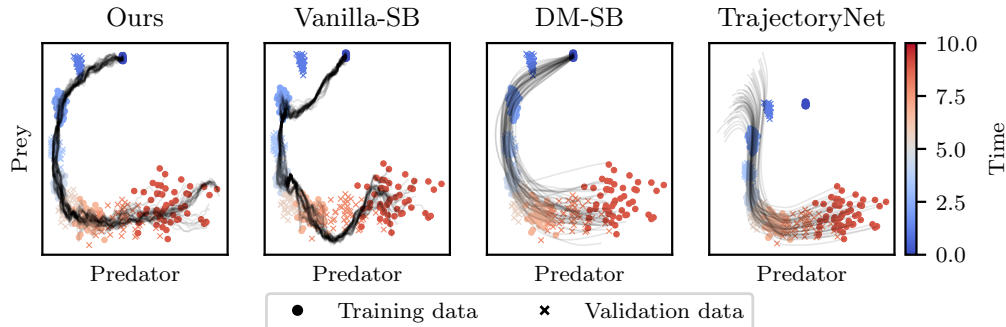 Ours
Vanilla-SB
DM-SB
TrajectoryNet
Prey
Predator
Predator
Predator
Predator
10.0
7.5
5.0
2.5
0.0
Time
Training data
Validation data